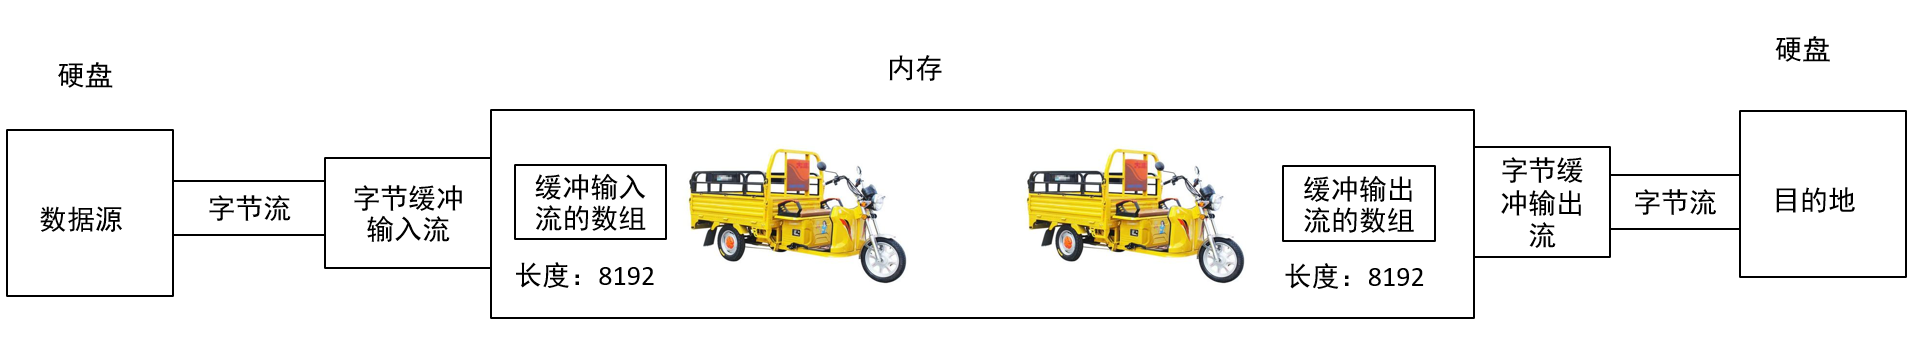 硬盘
内存
硬盘
数据源
字节流
字节缓冲
输入流
缓冲输入
流的数组
长度：8192
缓冲输出
流的数组
长度：8192
字节缓
冲输出
流
字节流
目的地